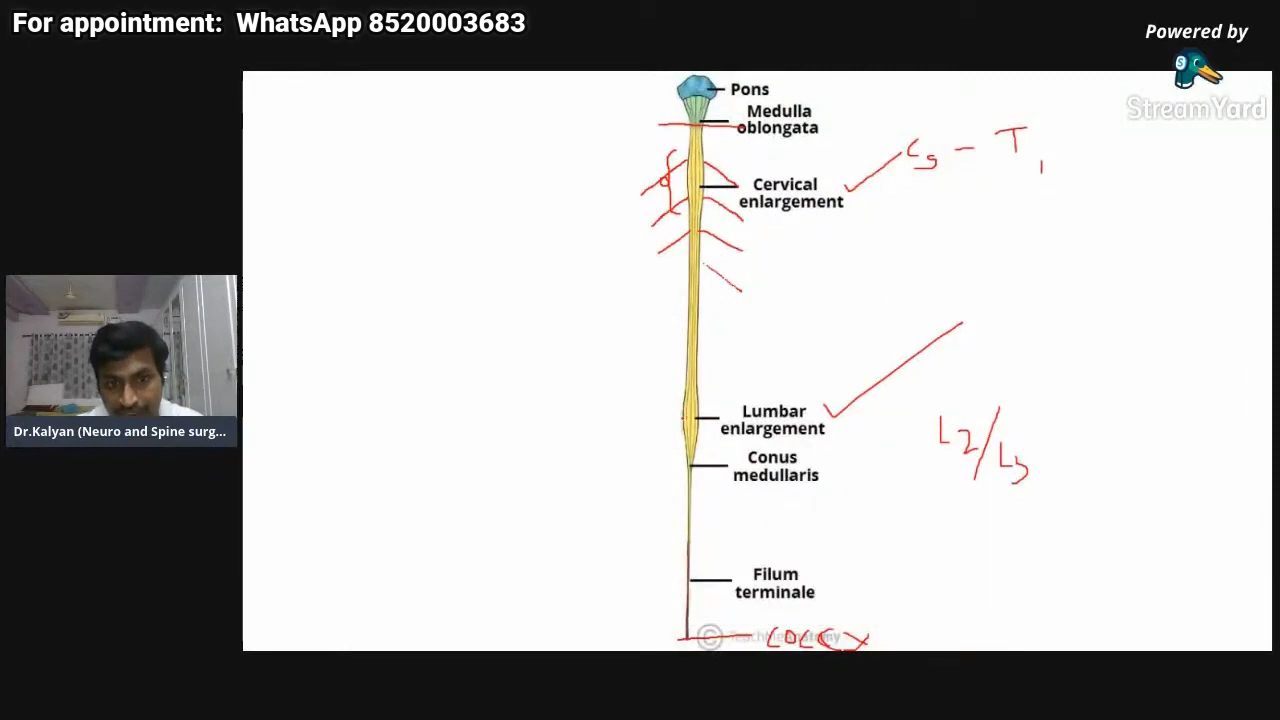 For appointment: WhatsApp 8520003683
Powered by
StreamYard
Pons
Medulla
oblongata
C5 - T1
Cervical
enlargement
Lumbar
enlargement
L2/L3
Conus
medullaris
Filum
terminale
© TeachMeAnatomy
COCCYX
Dr.Kalyan (Neuro and Spine surg...